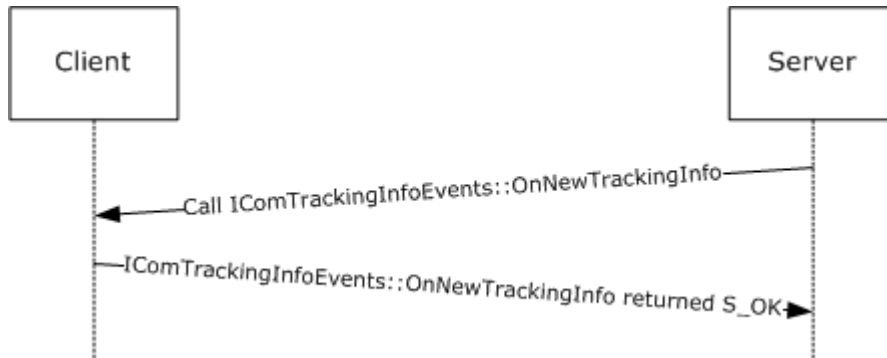 Client
Server
Call IComTrackingInfoEvents::OnNewTrackingInfo
IComTrackingInfoEvents::OnNewTrackingInfo returned S_OK